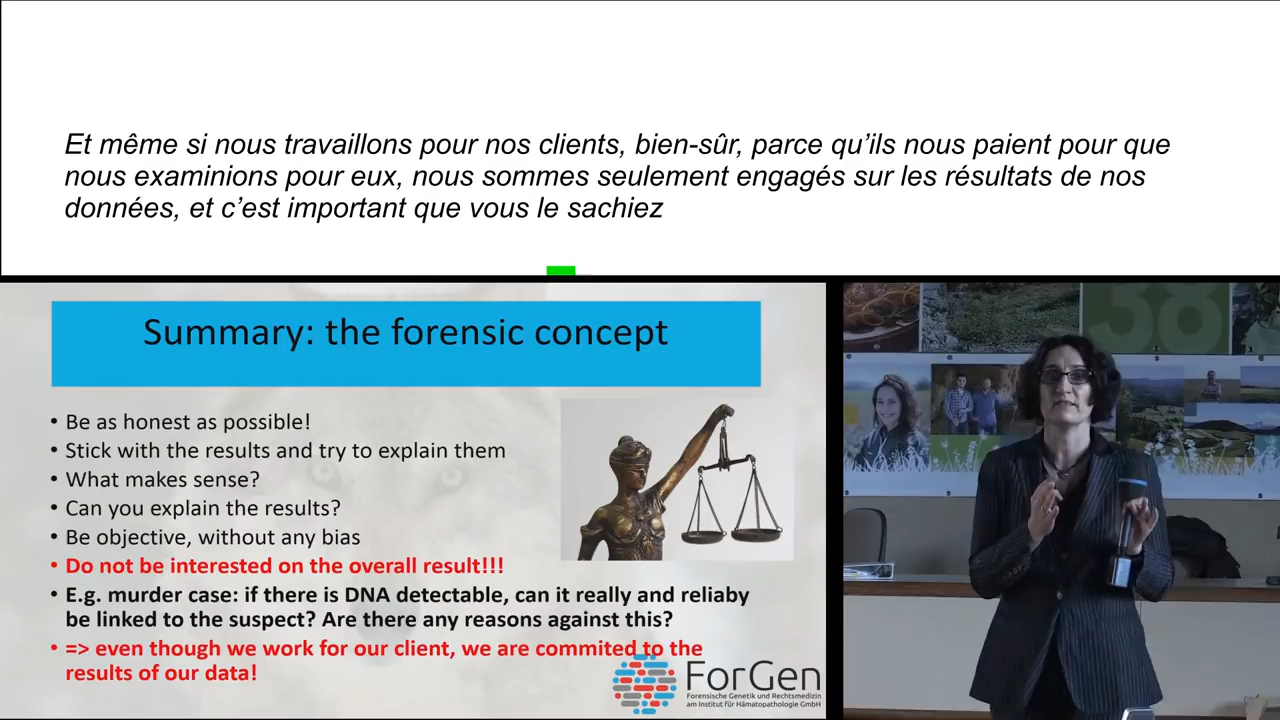 Et même si nous travaillons pour nos clients, bien-sûr, parce qu’ils nous paient pour que
nous examinions pour eux, nous sommes seulement engagés sur les résultats de nos
données, et c’est important que vous le sachiez
Summary: the forensic concept
• Be as honest as possible!
• Stick with the results and try to explain them
• What makes sense?
• Can you explain the results?
• Be objective, without any bias
• Do not be interested on the overall result!!!
• E.g. murder case: if there is DNA detectable, can it really and reliaby
be linked to the suspect? Are there any reasons against this?
• => even though we work for our client, we are commited to the
results of our data!
ForGen
Forensische Genetik und Rechtsmedizin
am Institut für Hämatopathologie GmbH
38